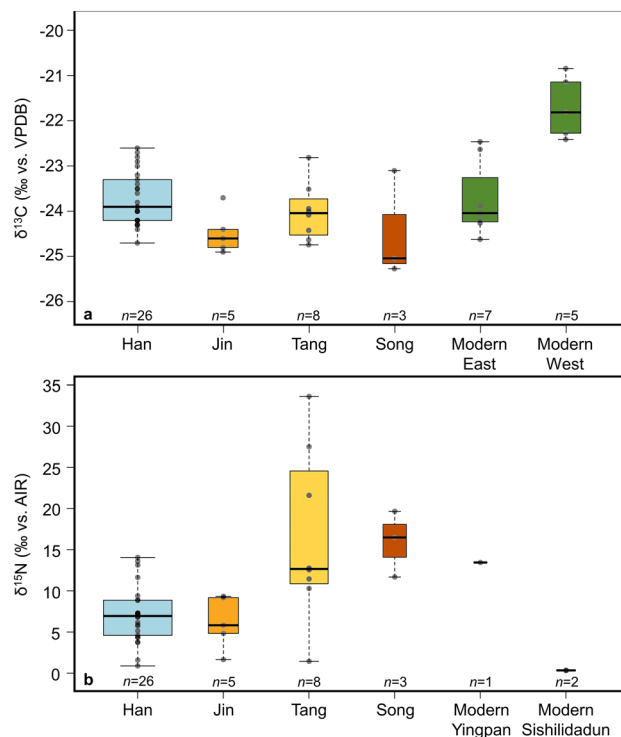 -20
-21
-22
-23
-24
-25
-26
δ13C (‰ vs. VPDB)
a n=26 n=5 n=8 n=3 n=7 n=5
Han Jin Tang Song Modern East Modern West
35
30
25
20
15
10
5
0
δ15N (‰ vs. AIR)
b n=26 n=5 n=8 n=3 n=1 n=2
Han Jin Tang Song Modern Yingpan Modern Sishilidadun